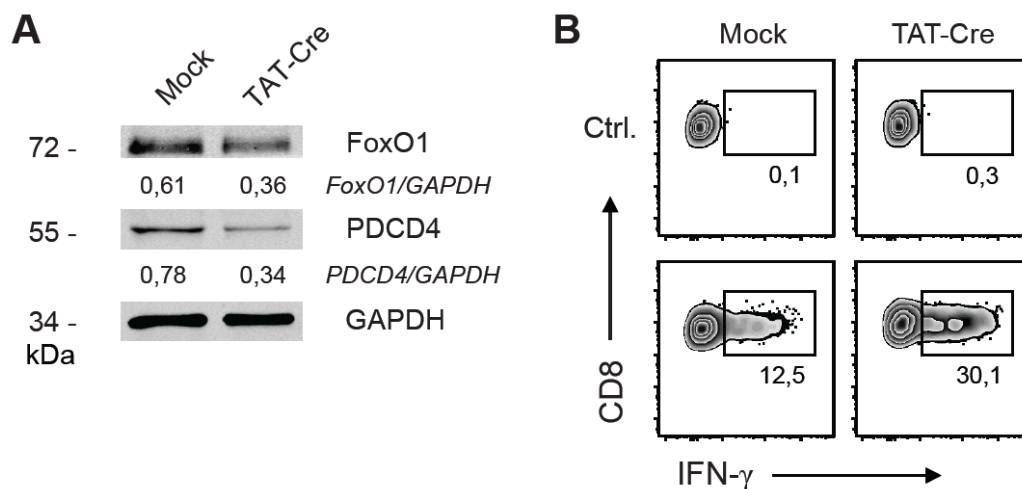 A
Mock TAT-Cre
72 - FoxO1
0,61 0,36 FoxO1/GAPDH
55 - PDCD4
0,78 0,34 PDCD4/GAPDH
34 - GAPDH
kDa
B
Mock TAT-Cre
Ctrl.
0,1 0,3
CD8
12,5 30,1
IFN-γ